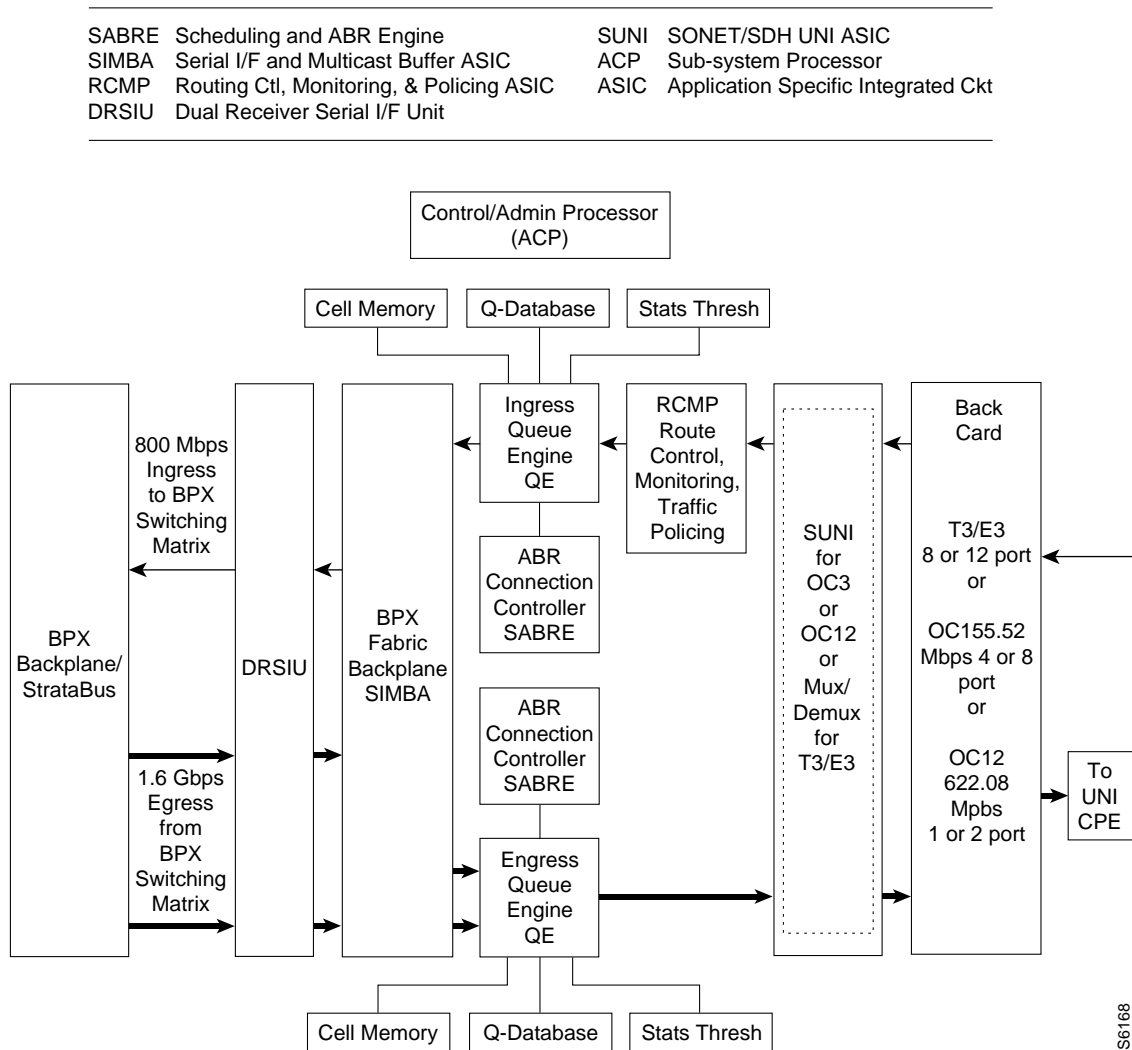 SABRE Scheduling and ABR Engine
SIMBA Serial I/F and Multicast Buffer ASIC
RCMP Routing Ctl, Monitoring, & Policing ASIC
DRSIU Dual Receiver Serial I/F Unit
SUNI SONET/SDH UNI ASIC
ACP Sub-system Processor
ASIC Application Specific Integrated Ckt
Control/Admin Processor
(ACP)
Cell Memory
Q-Database
Stats Thresh
BPX
Backplane/
StrataBus
800 Mbps
Ingress
to BPX
Switching
Matrix
1.6 Gbps
Egress
from
BPX
Switching
Matrix
DRSIU
BPX
Fabric
Backplane
SIMBA
Ingress
Queue
Engine
QE
ABR
Connection
Controller
SABRE
ABR
Connection
Controller
SABRE
Engress
Queue
Engine
QE
RCMP
Route
Control,
Monitoring,
Traffic
Policing
SUNI
for
OC3
or
OC12
or
Mux/
Demux
for
T3/E3
Back
Card
T3/E3
8 or 12 port
or
OC155.52
Mbps 4 or 8
port
or
OC12
622.08
Mpbs
1 or 2 port
To
UNI
CPE
Cell Memory
Q-Database
Stats Thresh
S6168